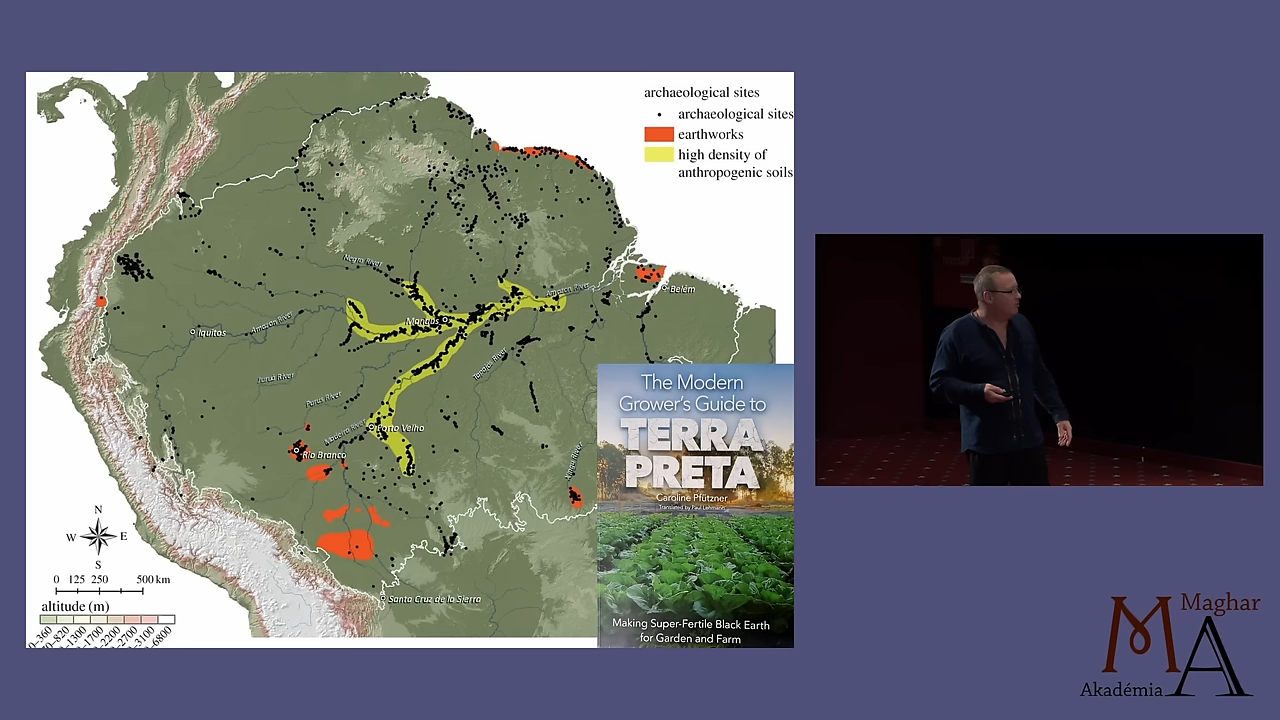 archaeological sites
archaeological sites
earthworks
high density of
anthropogenic soils
Negro River
Amazon River
Belém
Manaus
Iquitos
Amazon River
Tapajós River
Juruá River
Purus River
Madeira River
Porto Velho
Rio Branco
Xingu River
N
W E
S
0 125 250 500 km
altitude (m)
Santa Cruz de la Sierra
The Modern
Grower's Guide to
TERRA
PRETA
Caroline Pfützner
Translated by Paul Lehmann
Making Super-Fertile Black Earth
for Garden and Farm
Maghar
MA
Akadémia